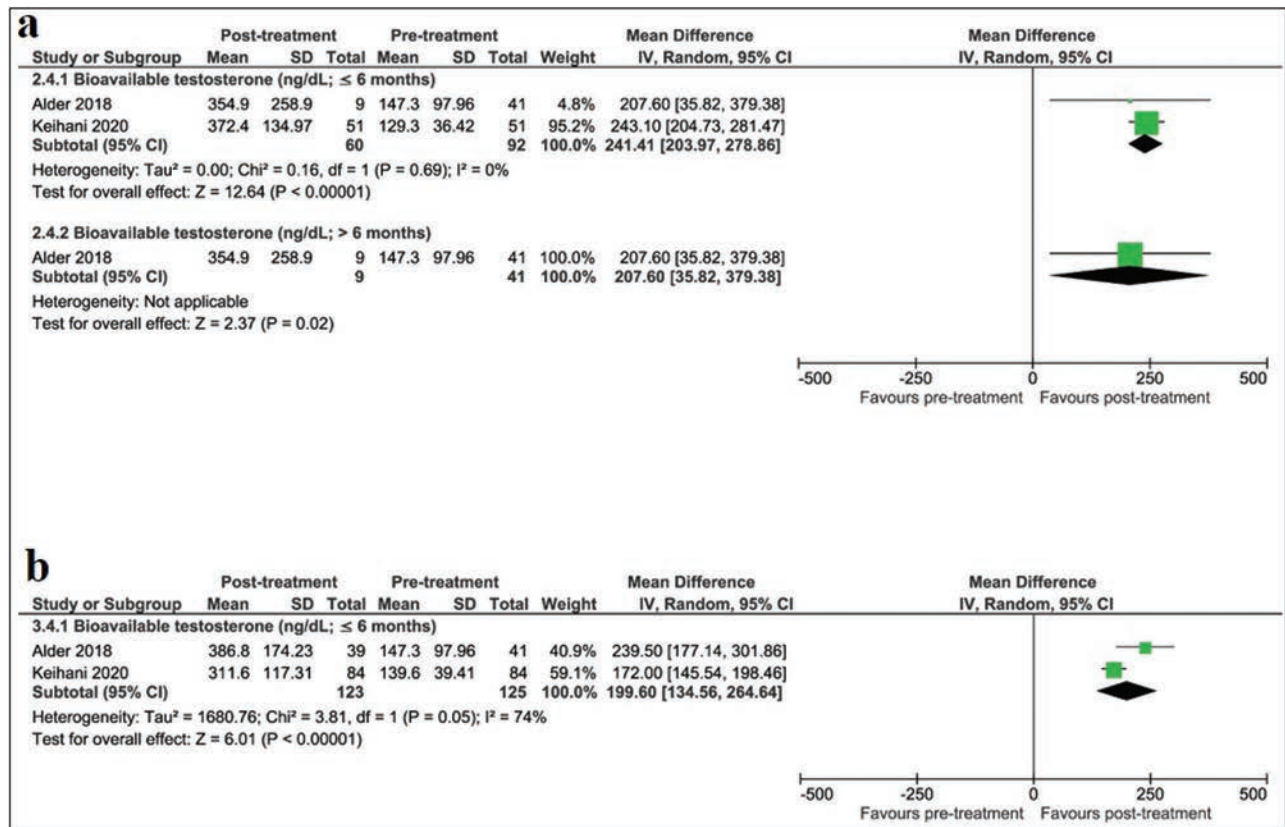 a
Post-treatment Pre-treatment Mean Difference Mean Difference
Study or Subgroup Mean SD Total Mean SD Total Weight IV, Random, 95% CI IV, Random, 95% CI
2.4.1 Bioavailable testosterone (ng/dL; ≤ 6 months)
Alder 2018 354.9 258.9 9 147.3 97.96 41 4.8% 207.60 [35.82, 379.38]
Keihani 2020 372.4 134.97 51 129.3 36.42 51 95.2% 243.10 [204.73, 281.47]
Subtotal (95% CI) 60 92 100.0% 241.41 [203.97, 278.86]
Heterogeneity: Tau² = 0.00; Chi² = 0.16, df = 1 (P = 0.69); I² = 0%
Test for overall effect: Z = 12.64 (P < 0.00001)
2.4.2 Bioavailable testosterone (ng/dL; > 6 months)
Alder 2018 354.9 258.9 9 147.3 97.96 41 100.0% 207.60 [35.82, 379.38]
Subtotal (95% CI) 9 41 100.0% 207.60 [35.82, 379.38]
Heterogeneity: Not applicable
Test for overall effect: Z = 2.37 (P = 0.02)
-500 -250 0 250 500
Favours pre-treatment Favours post-treatment
b
Post-treatment Pre-treatment Mean Difference Mean Difference
Study or Subgroup Mean SD Total Mean SD Total Weight IV, Random, 95% CI IV, Random, 95% CI
3.4.1 Bioavailable testosterone (ng/dL; ≤ 6 months)
Alder 2018 386.8 174.23 39 147.3 97.96 41 40.9% 239.50 [177.14, 301.86]
Keihani 2020 311.6 117.31 84 139.6 39.41 84 59.1% 172.00 [145.54, 198.46]
Subtotal (95% CI) 123 125 100.0% 199.60 [134.56, 264.64]
Heterogeneity: Tau² = 1680.76; Chi² = 3.81, df = 1 (P = 0.05); I² = 74%
Test for overall effect: Z = 6.01 (P < 0.00001)
-500 -250 0 250 500
Favours pre-treatment Favours post-treatment